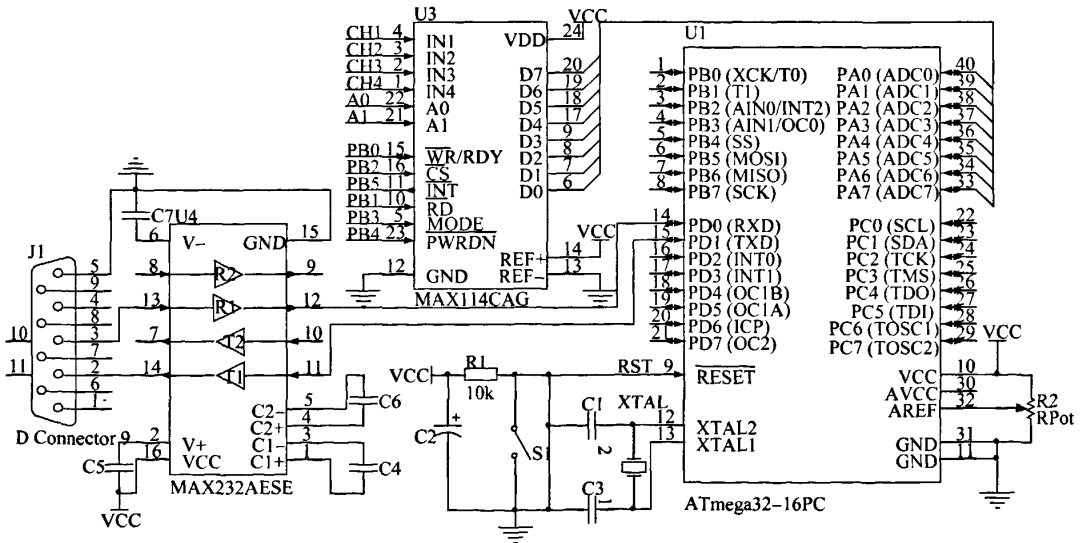 U3
CH1 4 IN1
CH2 3 IN2
CH3 2 IN3
CH4 1 IN4
A0 22 A0
A1 21 A1
PB0 15 WR/RDY
PB2 16 CS
PB5 11 INT
PB1 10 RD
PB3 5 MODE
PB4 23 PWRDN
12 GND
VDD 24 VCC
D7 20
D6 19
D5 18
D4 17
D3 9
D2 8
D1 7
D0 6
REF+ 14 VCC
REF- 13
MAX114CAG
U1
1 PB0 (XCK/T0)
2 PB1 (T1)
3 PB2 (AIN0/INT2)
4 PB3 (AIN1/OC0)
5 PB4 (SS)
6 PB5 (MOSI)
7 PB6 (MISO)
8 PB7 (SCK)
14 PD0 (RXD)
15 PD1 (TXD)
16 PD2 (INT0)
17 PD3 (INT1)
18 PD4 (OC1B)
19 PD5 (OC1A)
20 PD6 (ICP)
21 PD7 (OC2)
RST 9 RESET
XTAL 12 XTAL2
13 XTAL1
PA0 (ADC0) 40
PA1 (ADC1) 39
PA2 (ADC2) 38
PA3 (ADC3) 37
PA4 (ADC4) 36
PA5 (ADC5) 35
PA6 (ADC6) 34
PA7 (ADC7) 33
PC0 (SCL) 22
PC1 (SDA) 23
PC2 (TCK) 24
PC3 (TMS) 25
PC4 (TDO) 26
PC5 (TDI) 27
PC6 (TOSC1) 28
PC7 (TOSC2) 29
VCC
VCC 10
AVCC 30
AREF 32
R2
RPot
GND 31
GND 11
ATmega32-16PC
C7 U4
6 V- GND 15
8 R2 9
13 R1 12
7 T2 10
14 T1 11
C2- 5
C2+ 4
C6
C1- 3
C1+ 1
C4
2 V+
16 VCC
C5
VCC
MAX232AESE
J1
5
9
4
8
3
7
2
6
1
10
11
D Connector 9
VCC
R1
10k
C2
+
S1
C1
2
C3
1